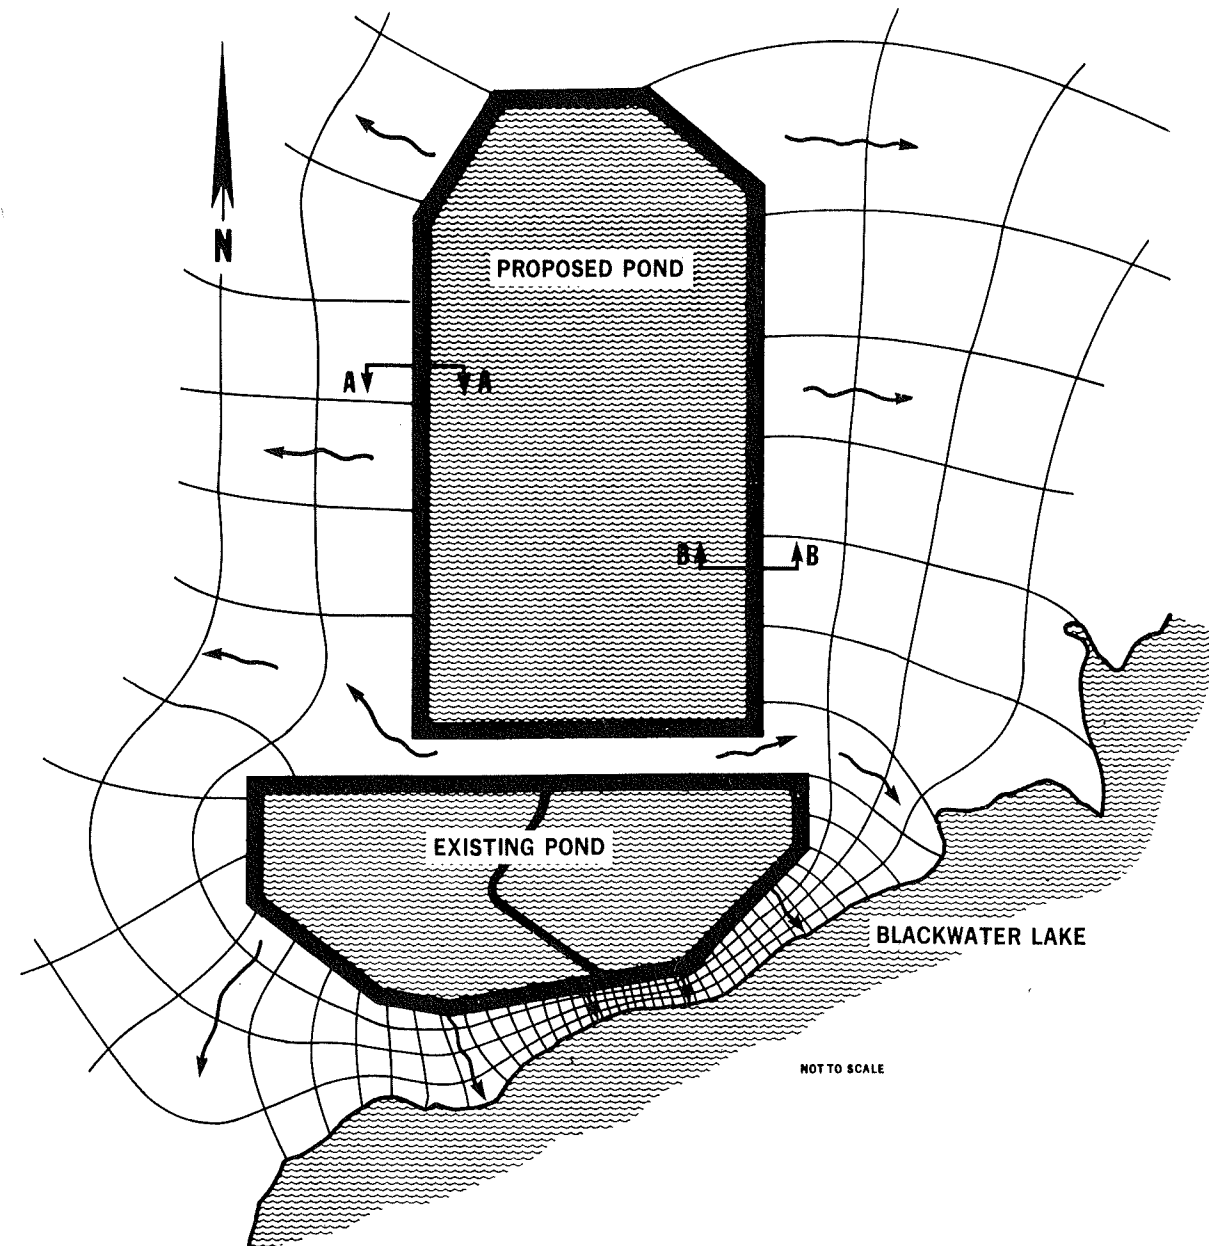 N
PROPOSED POND
A A
B B
EXISTING POND
BLACKWATER LAKE
NOT TO SCALE